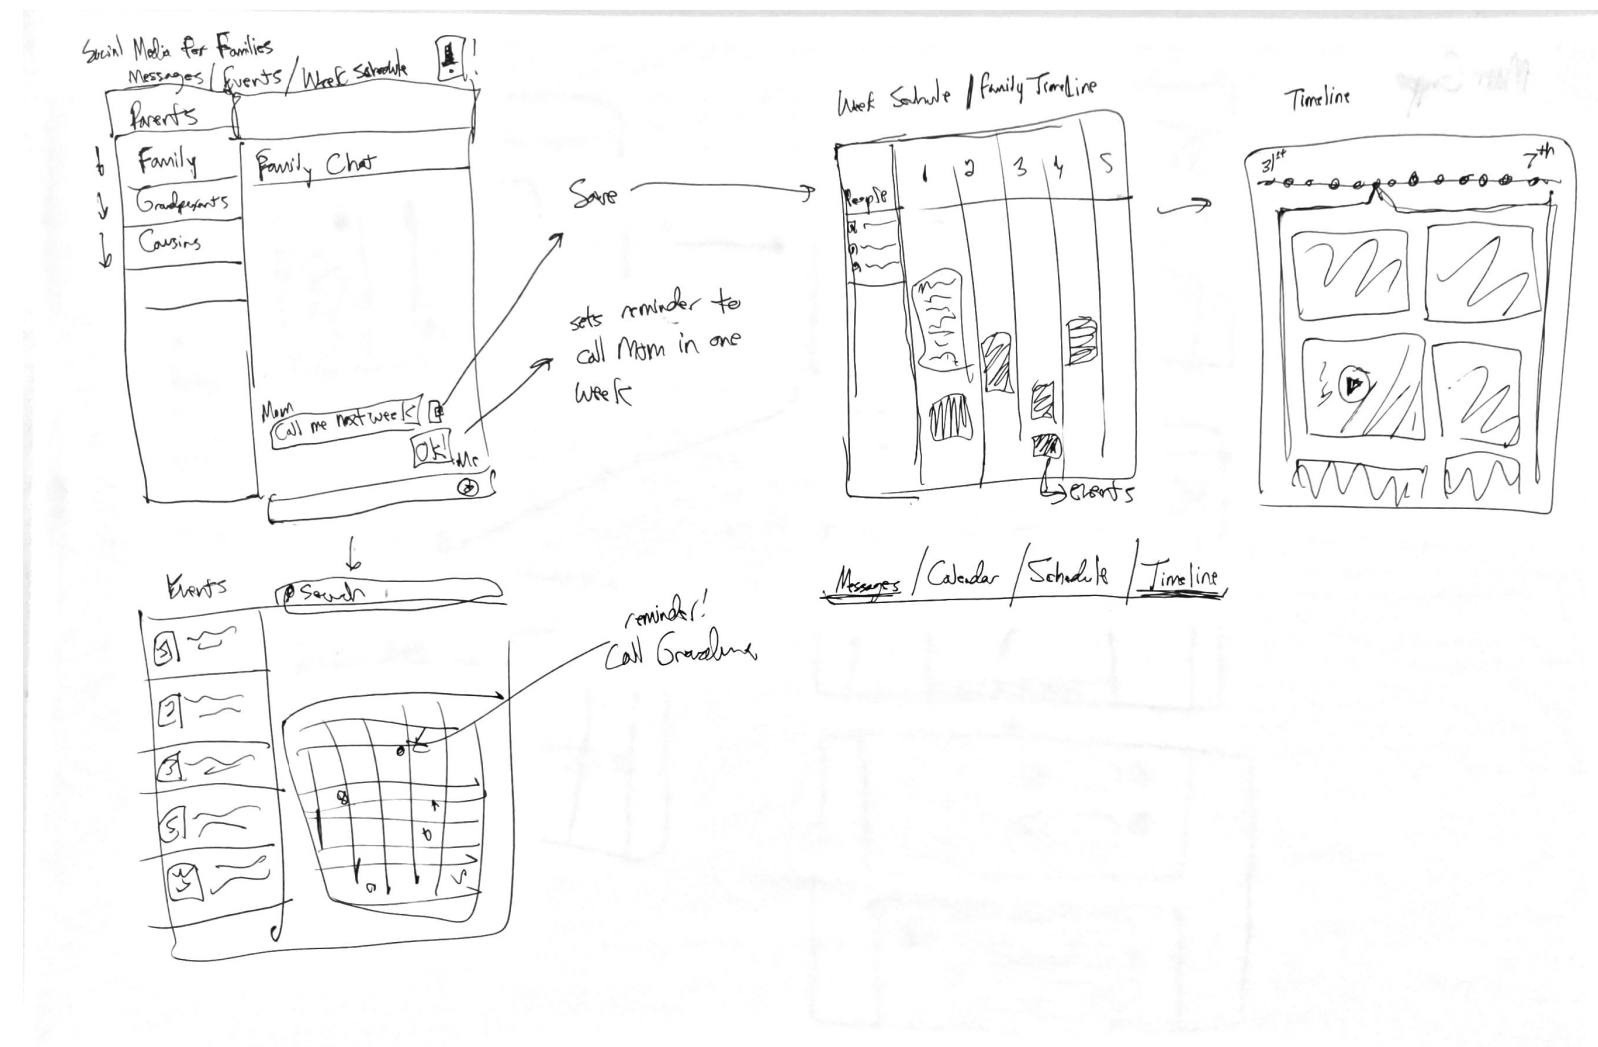 Social Media for Families
Messages / Events / Week Schedule
!
Parents
Family
Grandparents
Cousins
Family Chat
Mom
Call me next week
OK!
Me
Save
sets reminder to
call Mom in one
week
Week Schedule / Family Timeline
People
1 2 3 4 5
events
Timeline
31st
7th
Messages / Calendar / Schedule / Timeline
Events
Search
reminder!
Call Grandma